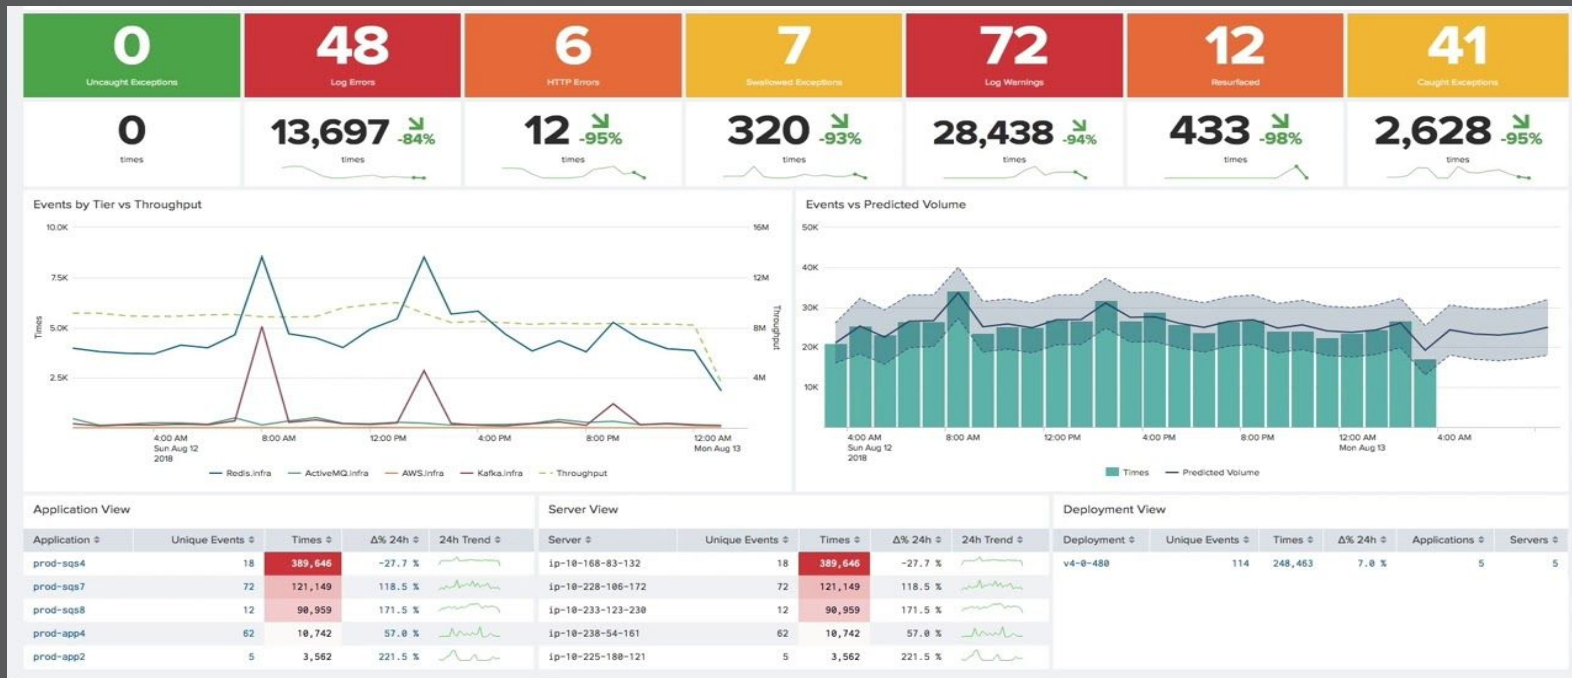 0
Uncaught Exceptions
48
Log Errors
6
HTTP Errors
7
Swallowed Exceptions
72
Log Warnings
12
Resurfaced
41
Caught Exceptions
0
times
13,697 -84%
times
12 -95%
times
320 -93%
times
28,438 -94%
times
433 -98%
times
2,628 -95%
times
Events by Tier vs Throughput
10.0K
7.5K
5.0K
2.5K
Times
16M
12M
8M
4M
Throughput
4:00 AM
Sun Aug 12
2018
8:00 AM
12:00 PM
4:00 PM
8:00 PM
12:00 AM
Mon Aug 13
Redis.infra ActiveMQ.infra AWS.infra Kafka.infra Throughput
Events vs Predicted Volume
50K
40K
30K
20K
10K
4:00 AM
Sun Aug 12
2018
8:00 AM
12:00 PM
4:00 PM
8:00 PM
12:00 AM
Mon Aug 13
4:00 AM
Times Predicted Volume
Application View
Application Unique Events Times Δ% 24h 24h Trend
prod-sqs4 18 389,646 -27.7 %
prod-sqs7 72 121,149 118.5 %
prod-sqs8 12 90,959 171.5 %
prod-app4 62 10,742 57.0 %
prod-app2 5 3,562 221.5 %
Server View
Server Unique Events Times Δ% 24h 24h Trend
ip-10-168-83-132 18 389,646 -27.7 %
ip-10-228-106-172 72 121,149 118.5 %
ip-10-233-123-230 12 90,959 171.5 %
ip-10-238-54-161 62 10,742 57.0 %
ip-10-225-180-121 5 3,562 221.5 %
Deployment View
Deployment Unique Events Times Δ% 24h Applications Servers
v4-0-480 114 248,463 7.0 % 5 5